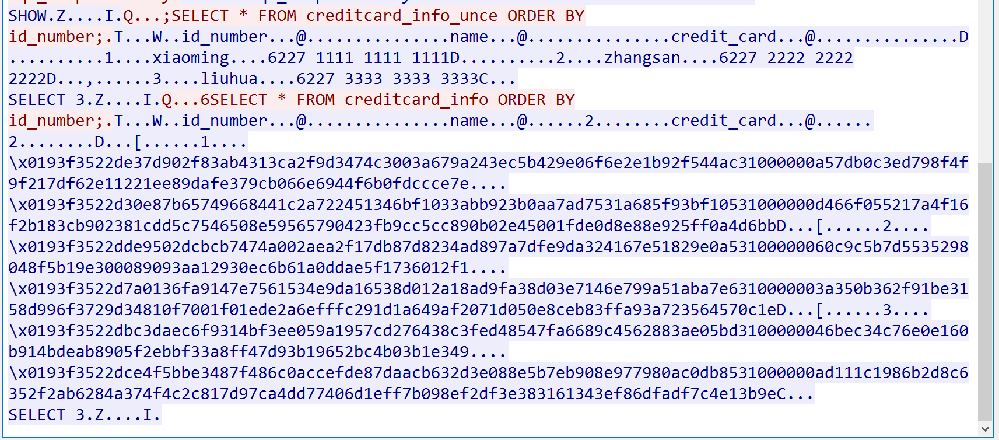 SHOW.Z....I.Q...;SELECT * FROM creditcard_info_unce ORDER BY
id_number;.T...W..id_number...@...............name...@...............credit_card...@...............D
..........1....xiaoming....6227 1111 1111 1111D..........2....zhangsan....6227 2222 2222
2222D...,......3....liuhua....6227 3333 3333 3333C...
SELECT 3.Z....I.Q...6SELECT * FROM creditcard_info ORDER BY
id_number;.T...W..id_number...@...............name...@......2........credit_card...@......
2........D...[......1....
\x0193f3522de37d902f83ab4313ca2f9d3474c3003a679a243ec5b429e06f6e2e1b92f544ac31000000a57db0c3ed798f4f
9f217df62e11221ee89dafe379cb066e6944f6b0fdccce7e....
\x0193f3522d30e87b65749668441c2a722451346bf1033abb923b0aa7ad7531a685f93bf10531000000d466f055217a4f16
f2b183cb902381cdd5c7546508e59565790423fb9cc5cc890b02e45001fde0d8e88e925ff0a4d6bbD...[......2....
\x0193f3522dde9502dcbcb7474a002aea2f17db87d8234ad897a7dfe9da324167e51829e0a53100000060c9c5b7d5535298
048f5b19e300089093aa12930ec6b61a0ddae5f1736012f1....
\x0193f3522d7a0136fa9147e7561534e9da16538d012a18ad9fa38d03e7146e799a51aba7e6310000003a350b362f91be31
58d996f3729d34810f7001f01ede2a6efffc291d1a649af2071d050e8ceb83ffa93a723564570c1eD...[......3....
\x0193f3522dbc3daec6f9314bf3ee059a1957cd276438c3fed48547fa6689c4562883ae05bd3100000046bec34c76e0e160
b914bdeab8905f2ebbf33a8ff47d93b19652bc4b03b1e349....
\x0193f3522dce4f5bbe3487f486c0accefde87daacb632d3e088e5b7eb908e977980ac0db8531000000ad111c1986b2d8c6
352f2ab6284a374f4c2c817d97ca4dd77406d1eff7b098ef2df3e383161343ef86dfadf7c4e13b9eC...
SELECT 3.Z....I.